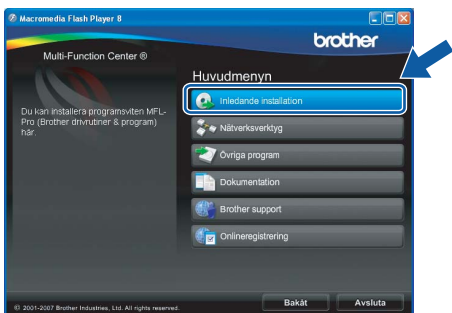 Macromedia Flash Player 8
brother
Multi-Function Center ®
Huvudmenyn
Du kan installera programsviten MFL-
Pro (Brother drivrutiner & program)
här.
Inledande installation
Nätverksverktyg
Övriga program
Dokumentation
Brother support
Onlineregistrering
© 2001-2007 Brother Industries, Ltd. All rights reserved.
Bakåt
Avsluta